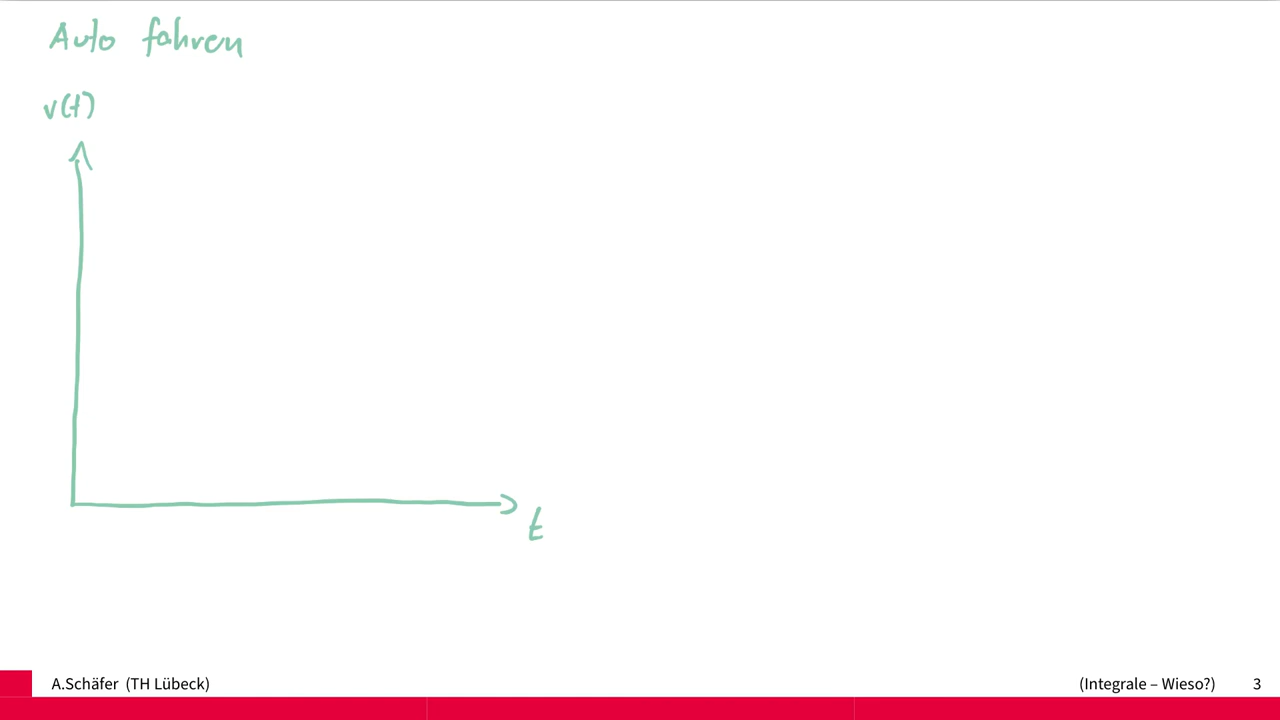 Auto fahren
v(t)
t
A.Schäfer (TH Lübeck)
(Integrale – Wieso?)
3